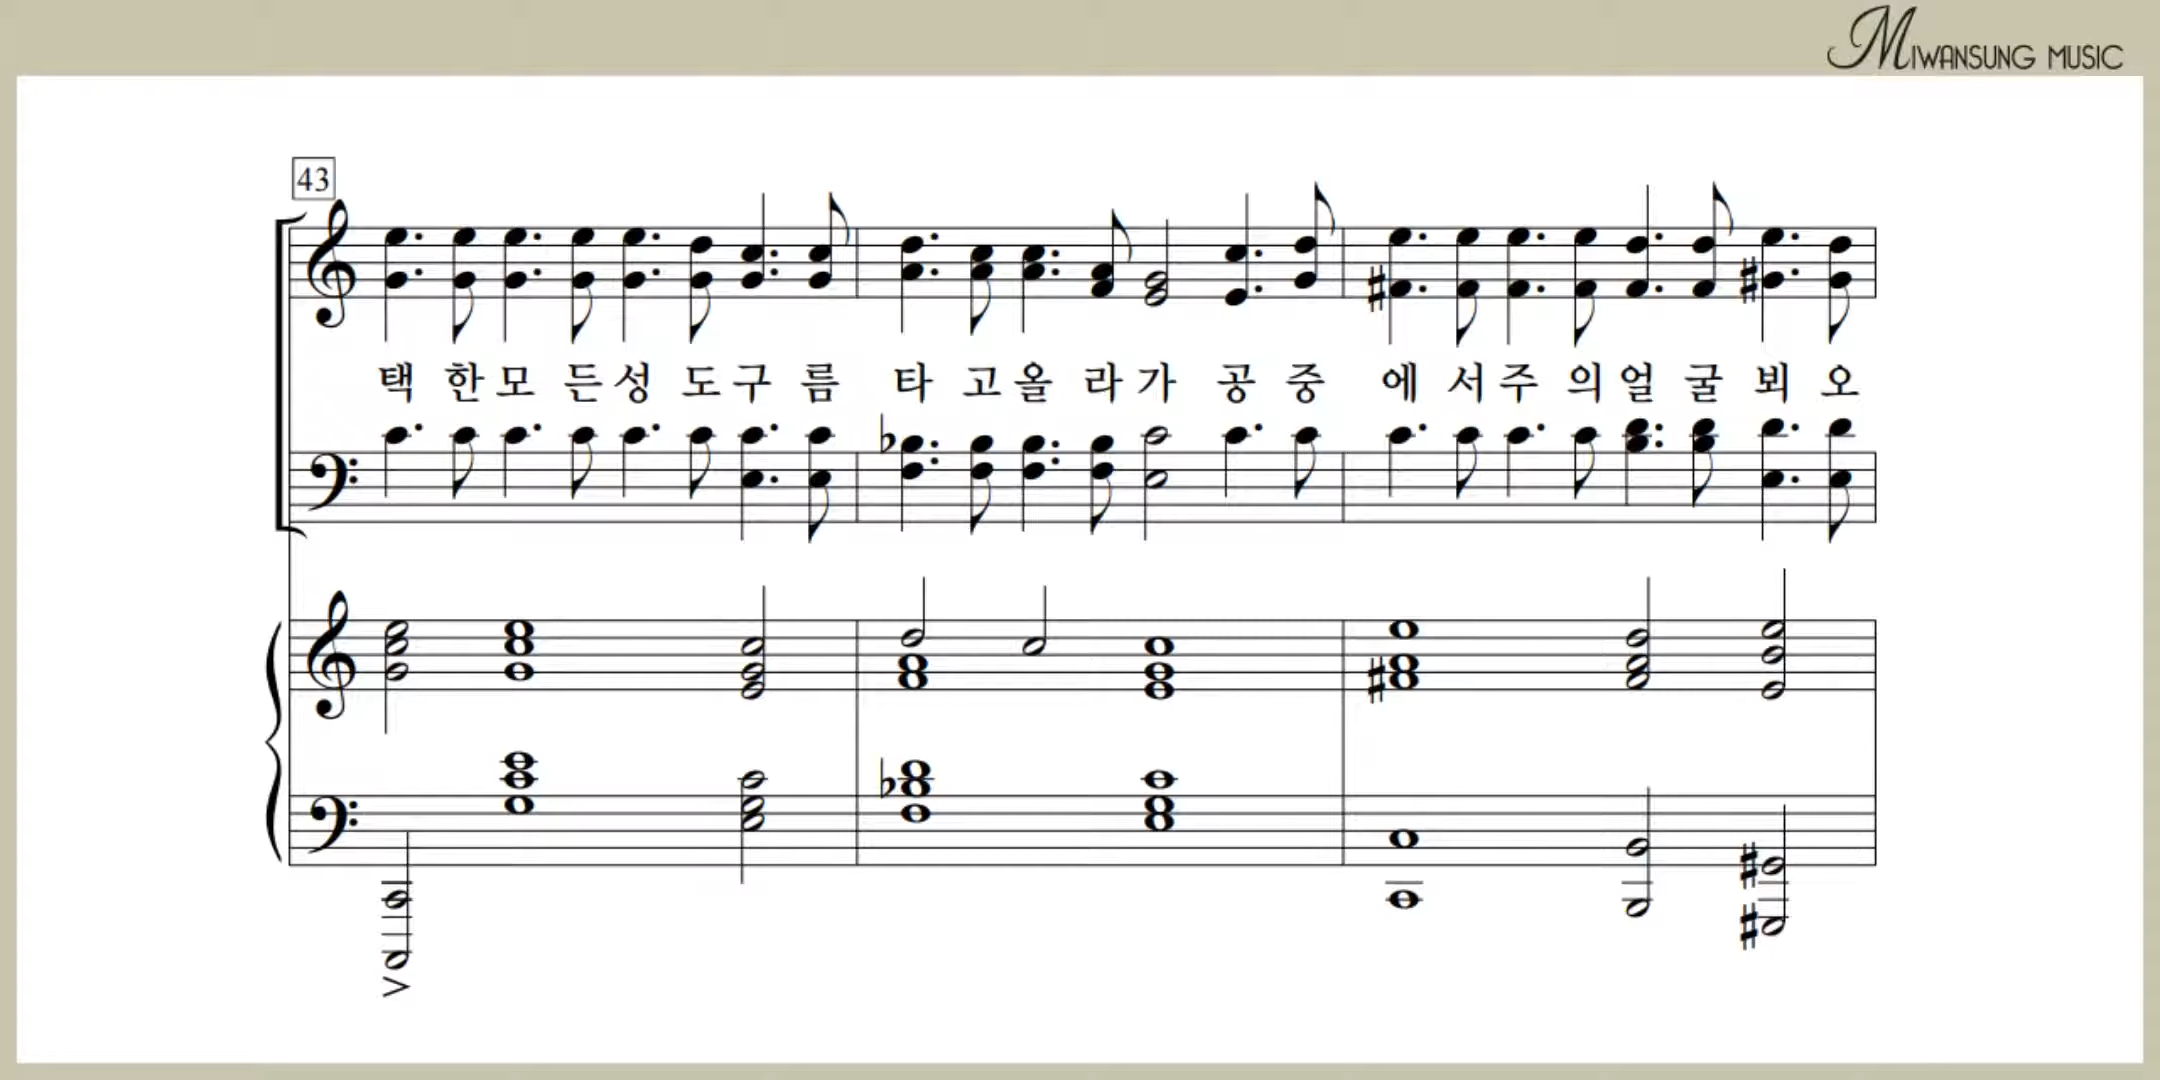 MIWANSUNG MUSIC
43
택 한 모 든 성 도 구 름 타 고 올 라 가 공 중 에 서 주 의 얼 굴 뵈 오